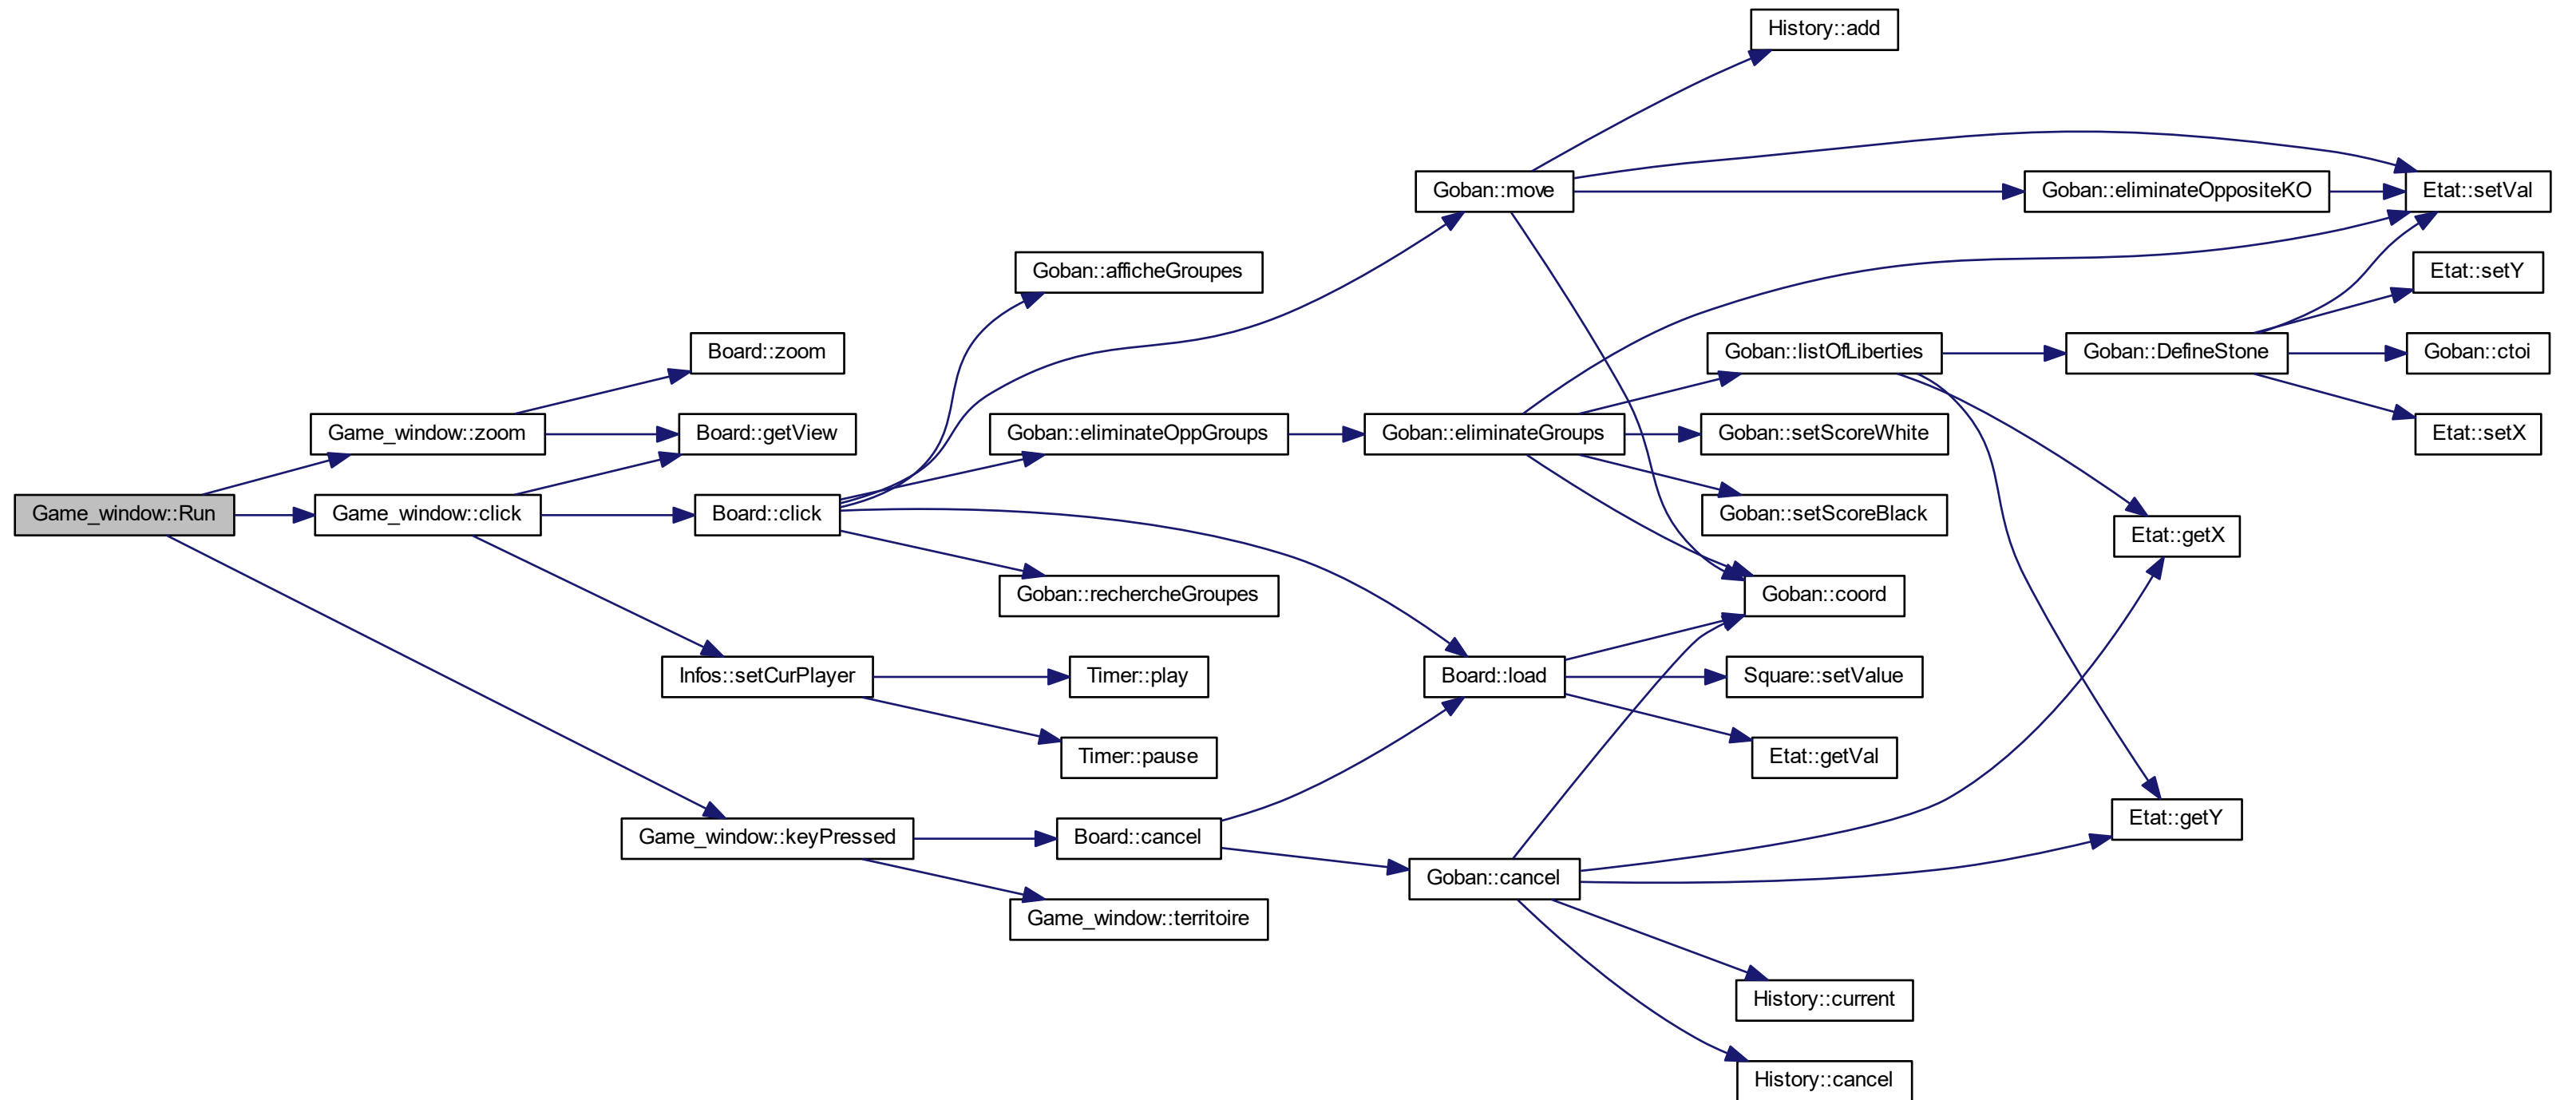 History::add
Goban::move
Goban::eliminateOppositeKO
Etat::setVal
Goban::afficheGroupes
Etat::setY
Board::zoom
Goban::listOfLiberties
Goban::DefineStone
Goban::ctoi
Game_window::zoom
Board::getView
Goban::eliminateOppGroups
Goban::eliminateGroups
Goban::setScoreWhite
Etat::setX
Game_window::Run
Game_window::click
Board::click
Goban::setScoreBlack
Etat::getX
Goban::rechercheGroupes
Goban::coord
Infos::setCurPlayer
Timer::play
Board::load
Square::setValue
Timer::pause
Etat::getVal
Game_window::keyPressed
Board::cancel
Etat::getY
Goban::cancel
Game_window::territoire
History::current
History::cancel